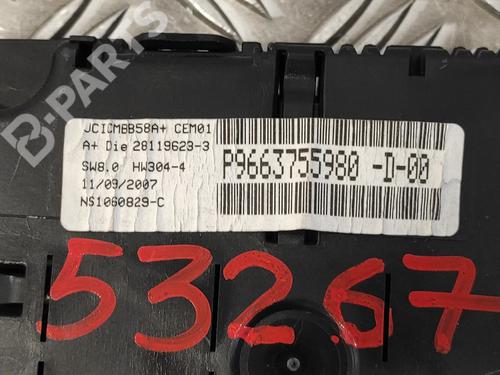 B-PARTS
JCICMBB58A+ CEM01
A+ Die 28119623-3
SW8.0 HW304-4
11/09/2007
NS1060829-C
P9663755980 -D-00
53267